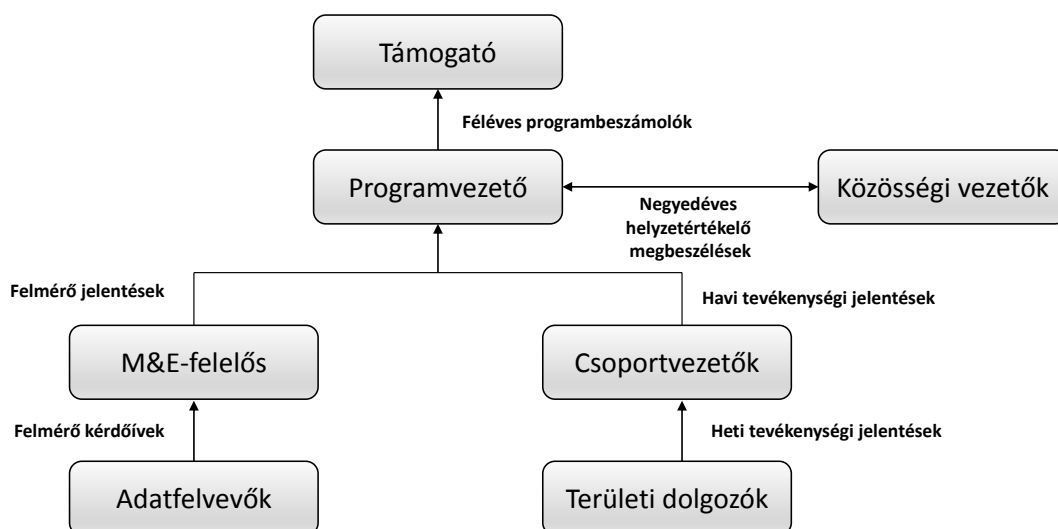 Támogató
Féléves programbeszámolók
Programvezető
Közösségi vezetők
Negyedéves
helyzetértékelő
megbeszélések
Felmérő jelentések
Havi tevékenységi jelentések
M&E-felelős
Csoportvezetők
Felmérő kérdőívek
Heti tevékenységi jelentések
Adatfelvevők
Területi dolgozók